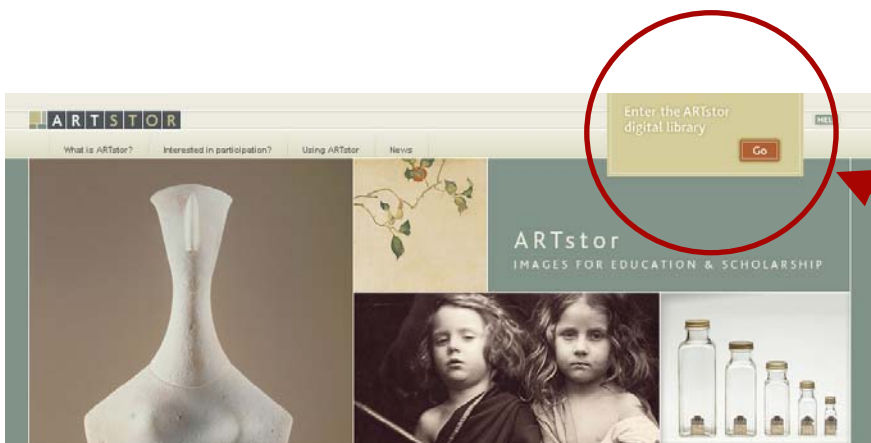 Enter the ARTstor
digital library
HELP
Go
ARTSTOR
What is ARTstor?
Interested in participation?
Using ARTstor
News
ARTstor
IMAGES FOR EDUCATION & SCHOLARSHIP